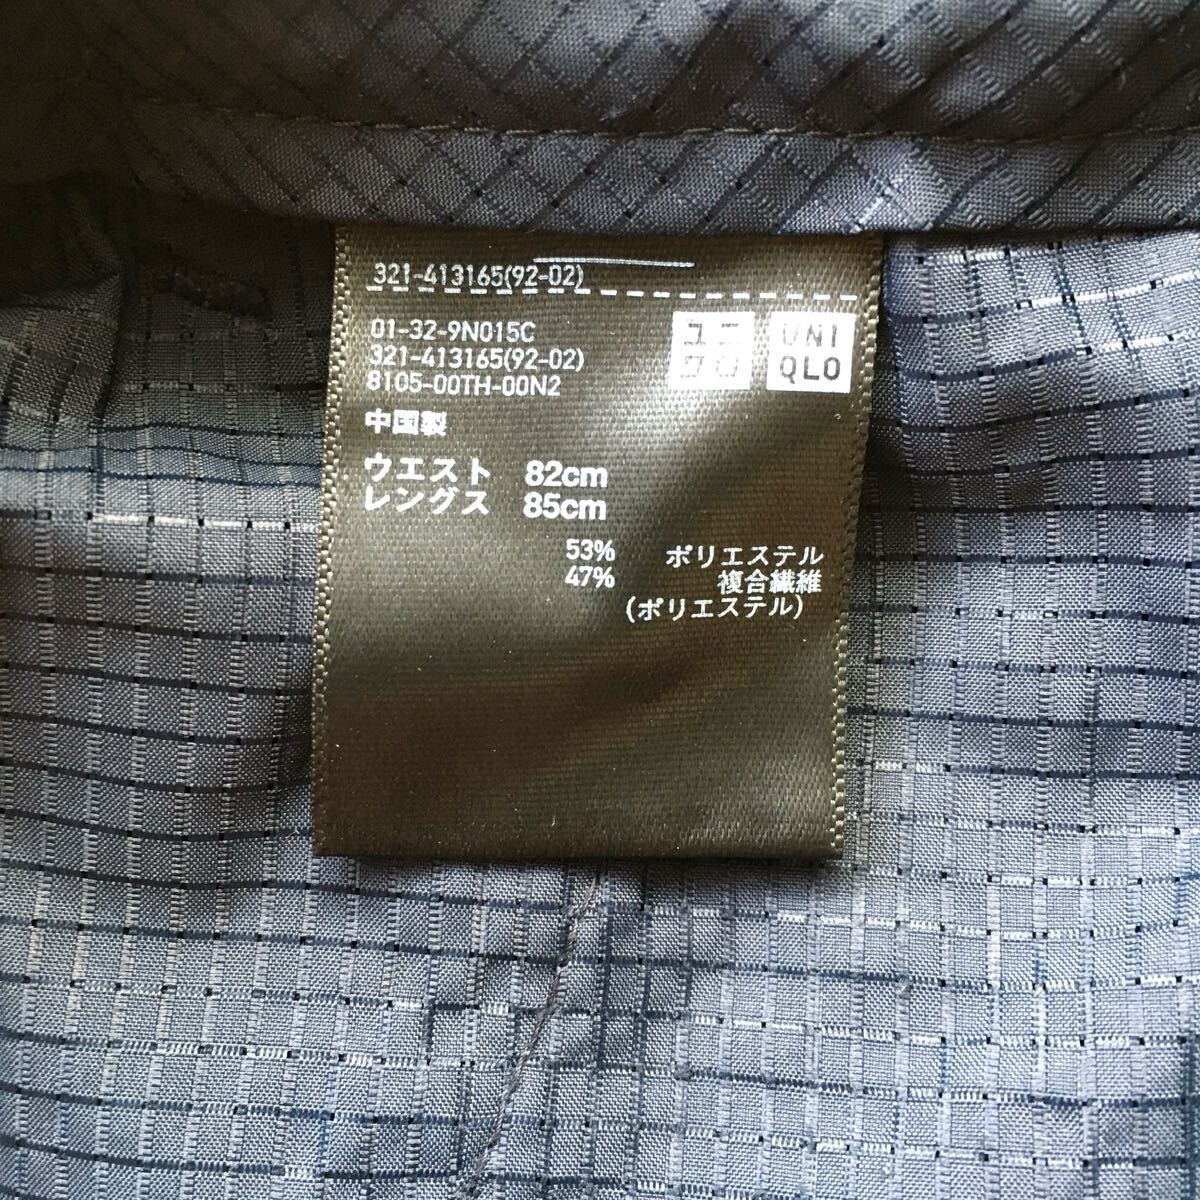 321-413165(92-02)
01-32-9N015C
321-413165(92-02)
8105-00TH-00N2
ユニ
クロ
UNI
QLO
中国製
ウエスト 82cm
レングス 85cm
53% ポリエステル
47% 複合繊維
(ポリエステル)